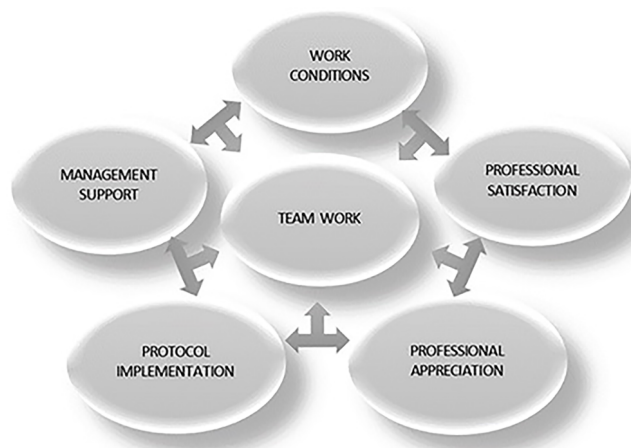 WORK
CONDITIONS
MANAGEMENT
SUPPORT
PROFESSIONAL
SATISFACTION
TEAM WORK
PROTOCOL
IMPLEMENTATION
PROFESSIONAL
APPRECIATION